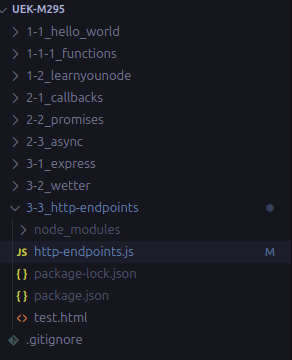 UEK-M295
1-1_hello_world
1-1-1_functions
1-2_learnyounode
2-1_callbacks
2-2_promises
2-3_async
3-1_express
3-2_wetter
3-3_http-endpoints
node_modules
JS http-endpoints.js M
{} package-lock.json
{} package.json
<> test.html
.gitignore